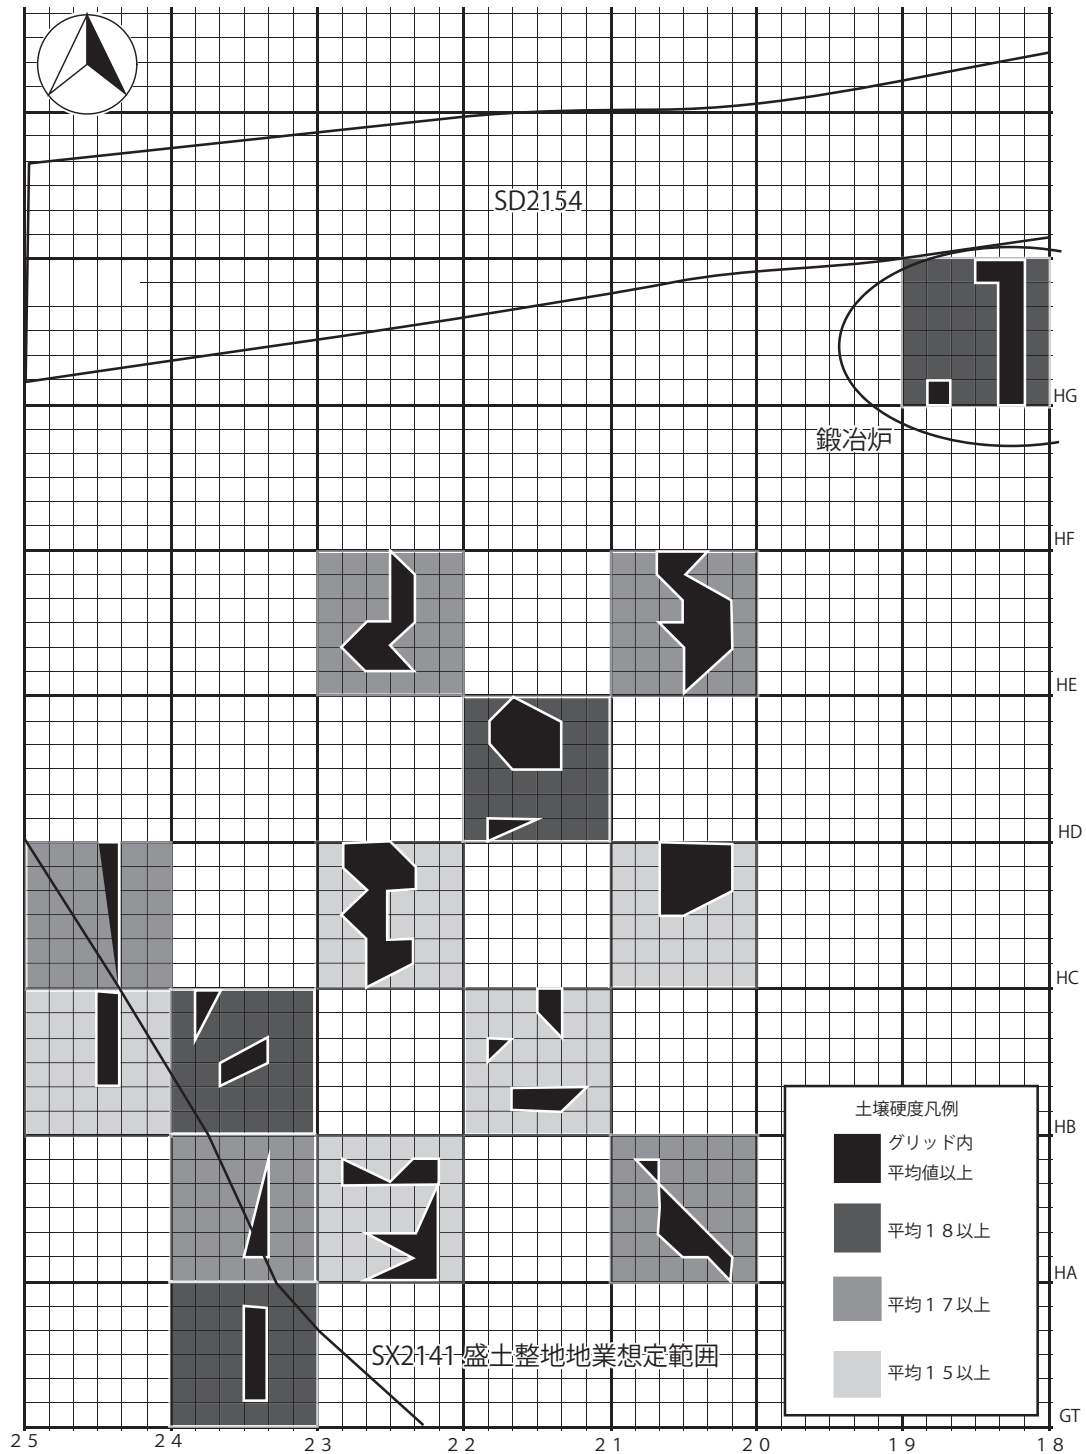 SD2154
HG
鍛冶炉
HF
HE
HD
HC
HB
HA
GT
土壌硬度凡例
グリッド内
平均値以上
平均１８以上
平均１７以上
平均１５以上
SX2141 盛土整地地業想定範囲
２５ ２４ ２３ ２２ ２１ ２０ １９ １８